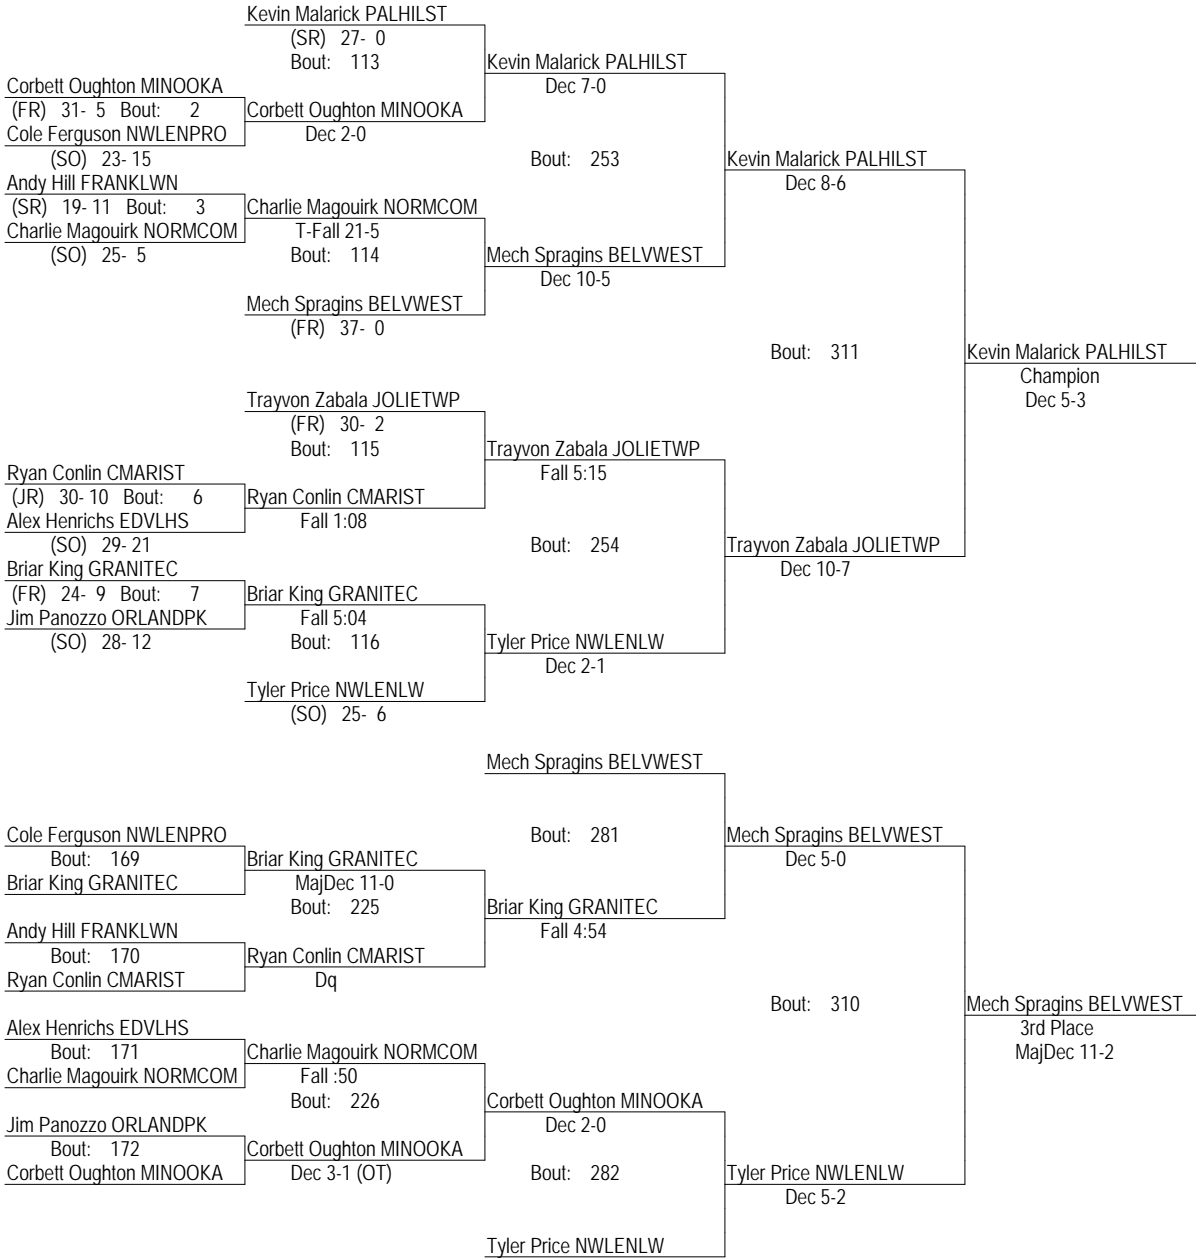 Kevin Malarick PALHILST
(SR) 27- 0
Bout: 113
Kevin Malarick PALHILST
Dec 7-0
Corbett Oughton MINOOKA
(FR) 31- 5 Bout: 2
Corbett Oughton MINOOKA
Cole Ferguson NWLENPRO
Dec 2-0
(SO) 23- 15
Bout: 253
Kevin Malarick PALHILST
Andy Hill FRANKLWN
Dec 8-6
(SR) 19- 11 Bout: 3
Charlie Magouirk NORMCOM
Charlie Magouirk NORMCOM
T-Fall 21-5
(SO) 25- 5
Bout: 114
Mech Spragins BELVWEST
Dec 10-5
Mech Spragins BELVWEST
(FR) 37- 0
Bout: 311
Kevin Malarick PALHILST
Champion
Dec 5-3
Trayvon Zabala JOLIETWP
(FR) 30- 2
Bout: 115
Trayvon Zabala JOLIETWP
Fall 5:15
Ryan Conlin CMARIST
(JR) 30- 10 Bout: 6
Ryan Conlin CMARIST
Alex Henrichs EDVLHS
Fall 1:08
(SO) 29- 21
Bout: 254
Trayvon Zabala JOLIETWP
Briar King GRANITEC
Dec 10-7
(FR) 24- 9 Bout: 7
Briar King GRANITEC
Jim Panozzo ORLANDPK
Fall 5:04
(SO) 28- 12
Bout: 116
Tyler Price NWLENLW
Dec 2-1
Tyler Price NWLENLW
(SO) 25- 6
Mech Spragins BELVWEST
Cole Ferguson NWLENPRO
Bout: 281
Mech Spragins BELVWEST
Bout: 169
Briar King GRANITEC
Dec 5-0
Briar King GRANITEC
MajDec 11-0
Bout: 225
Briar King GRANITEC
Andy Hill FRANKLWN
Fall 4:54
Bout: 170
Ryan Conlin CMARIST
Ryan Conlin CMARIST
Dq
Bout: 310
Mech Spragins BELVWEST
Alex Henrichs EDVLHS
3rd Place
Bout: 171
Charlie Magouirk NORMCOM
MajDec 11-2
Charlie Magouirk NORMCOM
Fall :50
Bout: 226
Corbett Oughton MINOOKA
Jim Panozzo ORLANDPK
Dec 2-0
Bout: 172
Corbett Oughton MINOOKA
Corbett Oughton MINOOKA
Dec 3-1 (OT)
Bout: 282
Tyler Price NWLENLW
Dec 5-2
Tyler Price NWLENLW